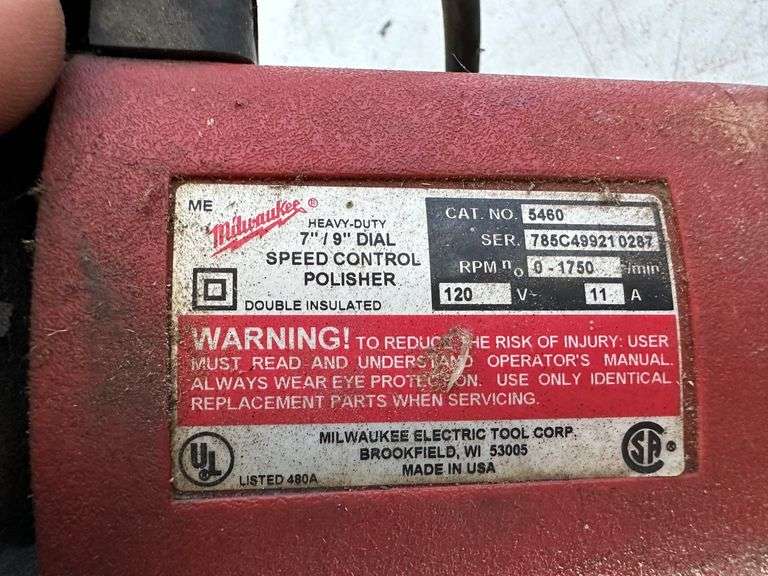 ME
Milwaukee ®
HEAVY-DUTY
7"/9" DIAL
SPEED CONTROL
POLISHER
DOUBLE INSULATED
CAT. NO. 5460
SER. 785C499210287
RPM no 0-1750 /min.
120 V~ 11 A
WARNING! TO REDUCE THE RISK OF INJURY: USER
MUST READ AND UNDERSTAND OPERATOR'S MANUAL.
ALWAYS WEAR EYE PROTECTION. USE ONLY IDENTICAL
REPLACEMENT PARTS WHEN SERVICING.
UL ®
LISTED 480A
MILWAUKEE ELECTRIC TOOL CORP.
BROOKFIELD, WI 53005
MADE IN USA
SA ®